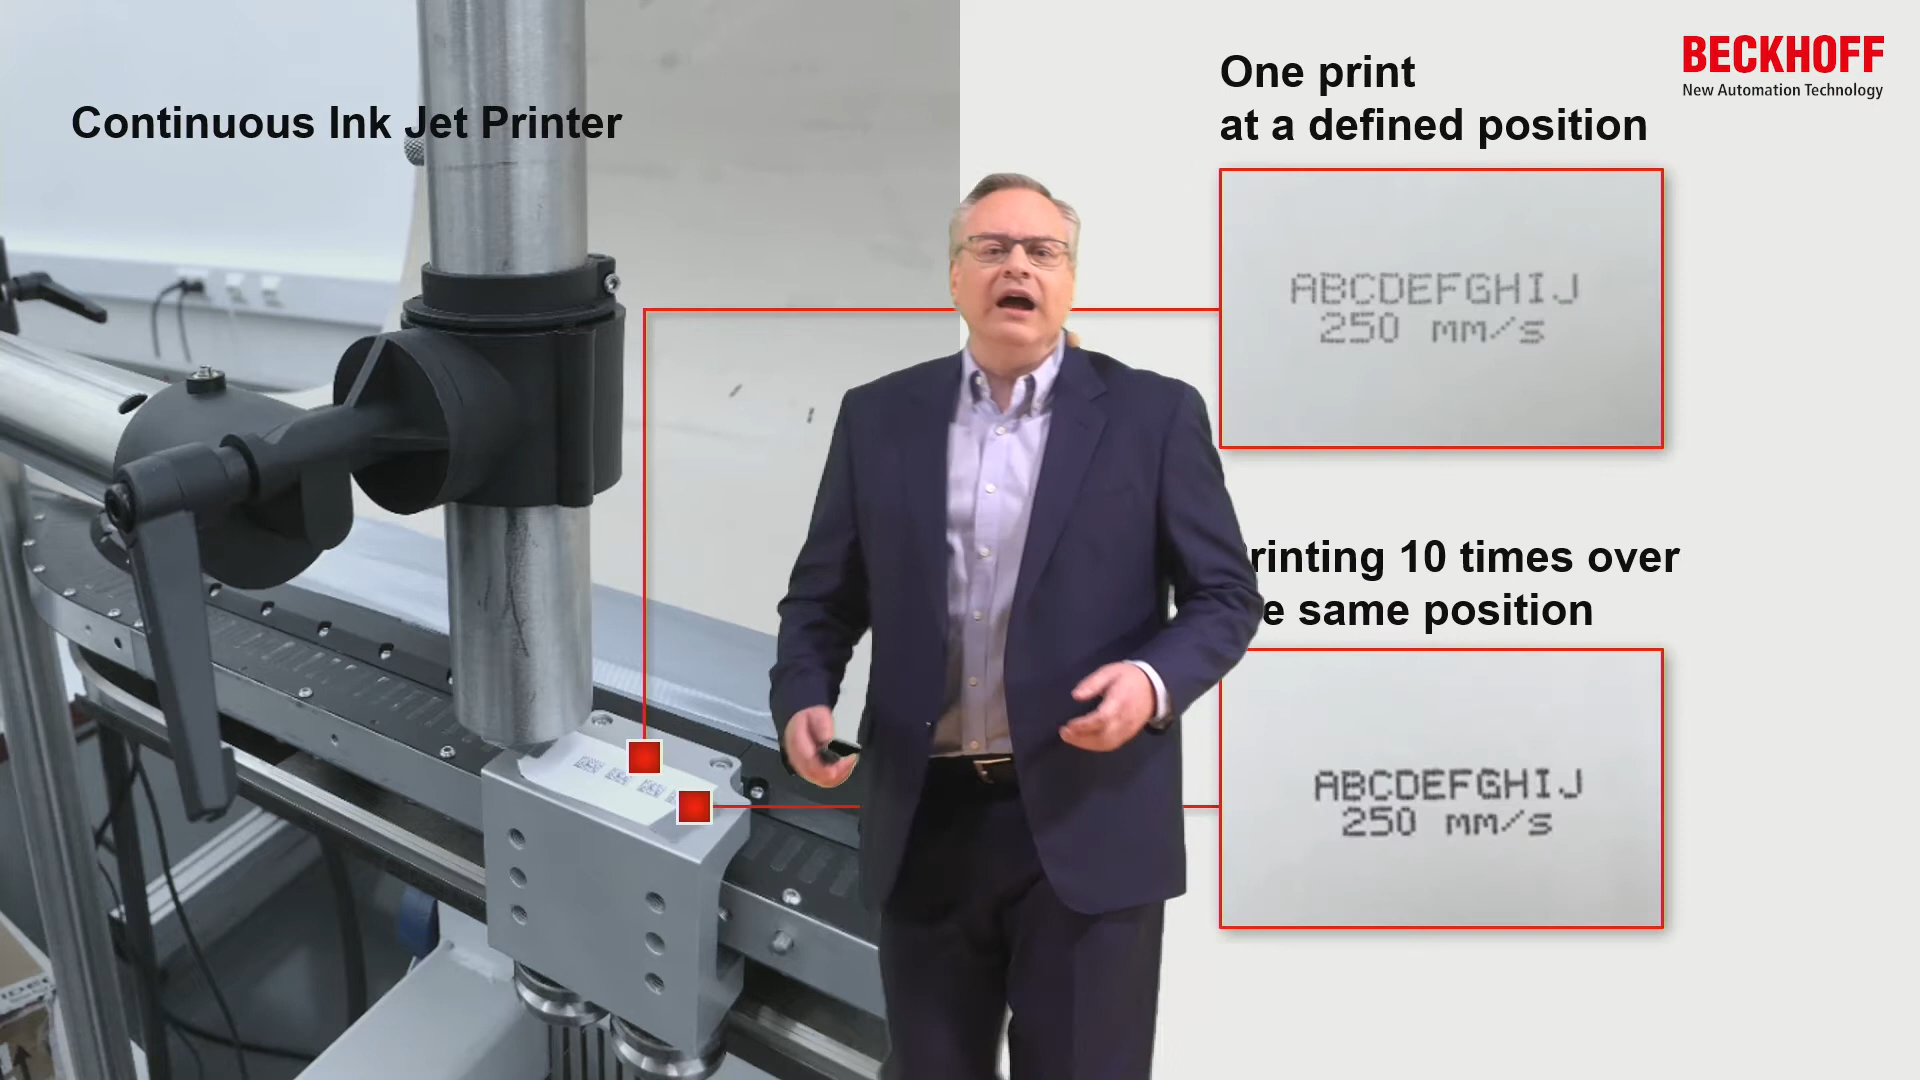 Continuous Ink Jet Printer
One print
at a defined position
BECKHOFF
New Automation Technology
ABCDEFGHIJ
250 mm/s
rinting 10 times over
e same position
ABCDEFGHIJ
250 mm/s